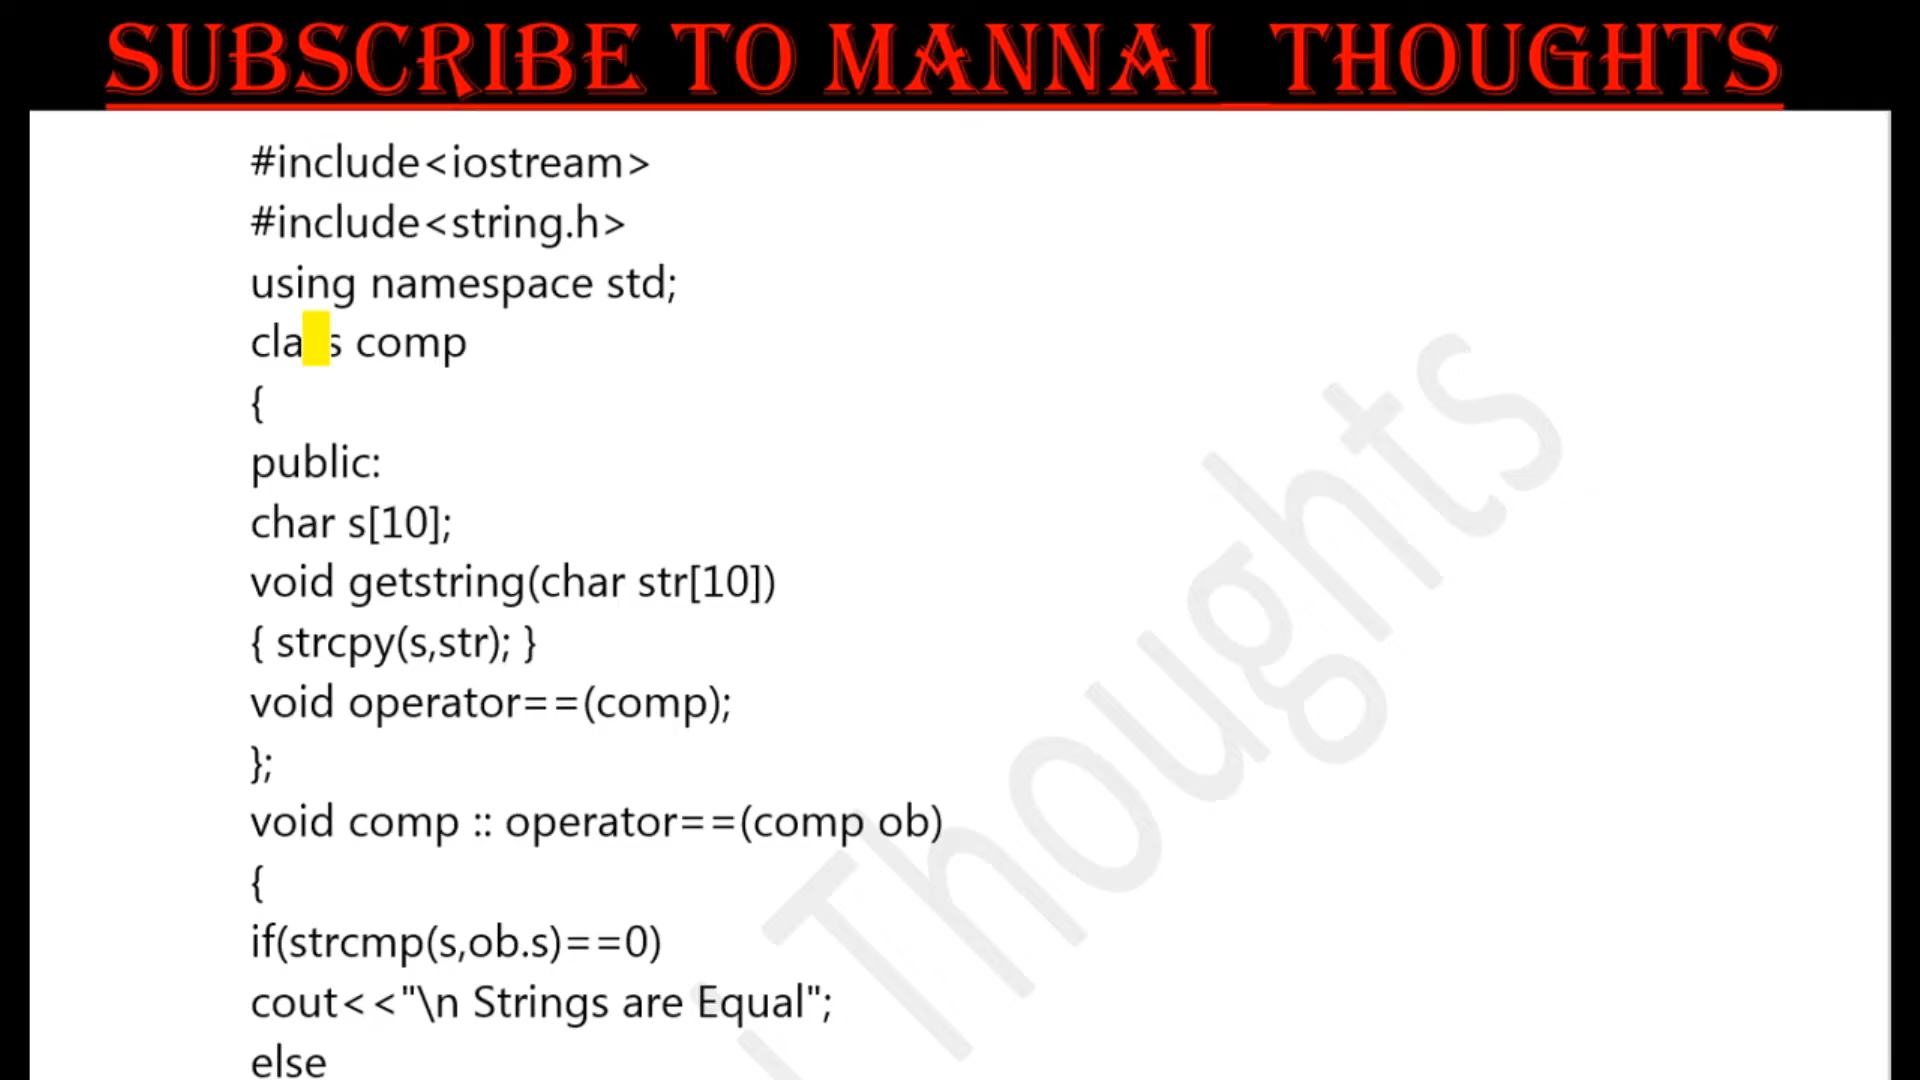 SUBSCRIBE TO MANNAI THOUGHTS
#include<iostream>
#include<string.h>
using namespace std;
cla s comp
{
public:
char s[10];
void getstring(char str[10])
{ strcpy(s,str); }
void operator==(comp);
};
void comp :: operator==(comp ob)
{
if(strcmp(s,ob.s)==0)
cout<<"\n Strings are Equal";
else
Thoughts